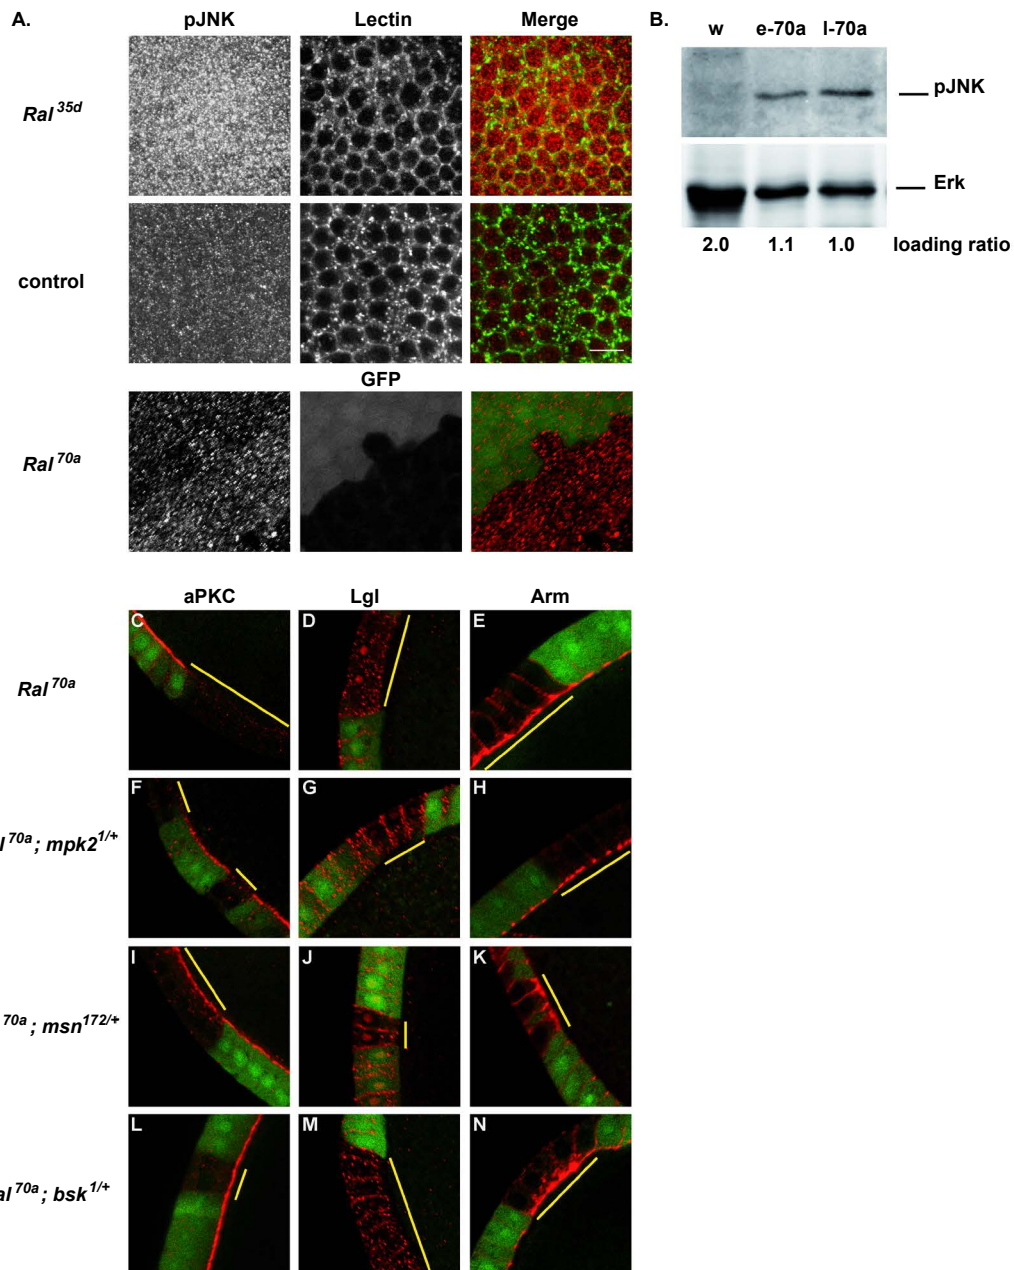 A.
pJNK Lectin Merge
Ral 35d
control
GFP
Ral 70a
B.
w e-70a l-70a
pJNK
Erk
2.0 1.1 1.0 loading ratio
aPKC Lgl Arm
Ral 70a
C D E
l 70a ; mpk2 1/+
F G H
70a ; msn 172/+
I J K
al 70a ; bsk 1/+
L M N